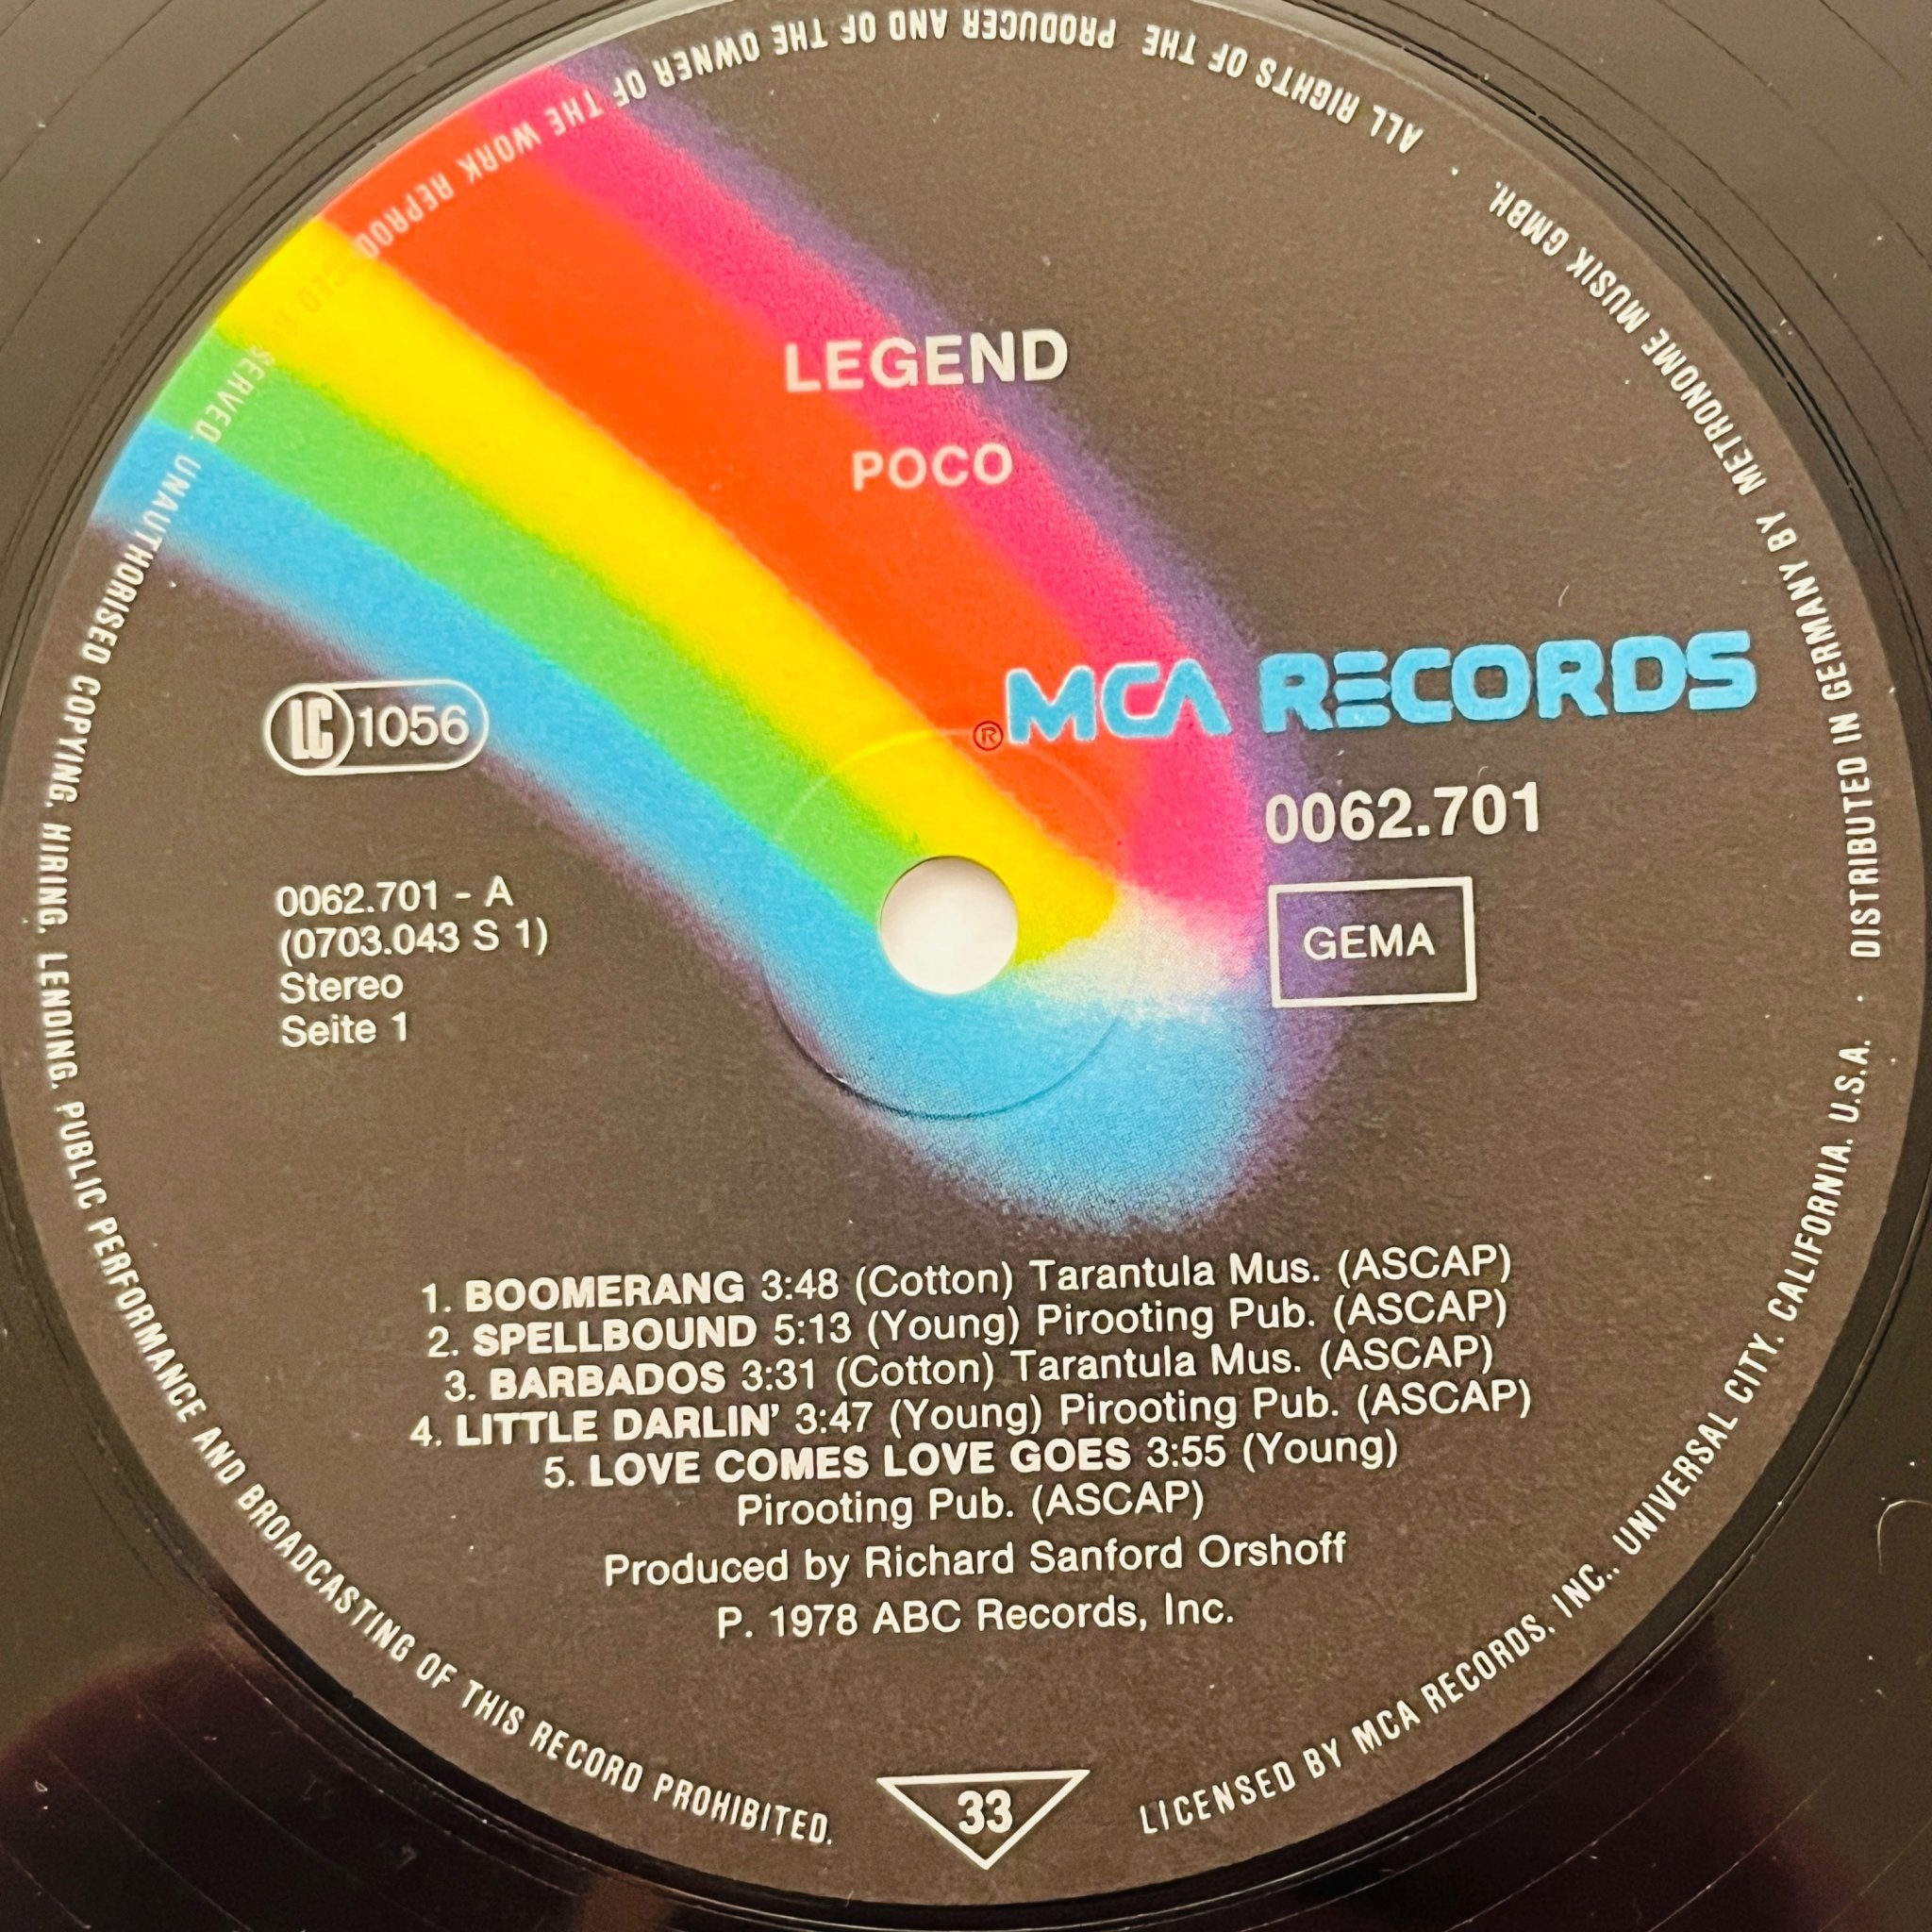 LEGEND
POCO
® MCA RECORDS
LC 1056
0062.701
GEMA
0062.701 - A
(0703.043 S 1)
Stereo
Seite 1
1. BOOMERANG 3:48 (Cotton) Tarantula Mus. (ASCAP)
2. SPELLBOUND 5:13 (Young) Pirooting Pub. (ASCAP)
3. BARBADOS 3:31 (Cotton) Tarantula Mus. (ASCAP)
4. LITTLE DARLIN' 3:47 (Young) Pirooting Pub. (ASCAP)
5. LOVE COMES LOVE GOES 3:55 (Young)
Pirooting Pub. (ASCAP)
Produced by Richard Sanford Orshoff
P. 1978 ABC Records, Inc.
33
LICENSED BY MCA RECORDS, INC., UNIVERSAL CITY, CALIFORNIA, U.S.A. · DISTRIBUTED IN GERMANY BY METRONOME MUSIK GMBH. · ALL RIGHTS OF THE PRODUCER AND OF THE OWNER OF THE WORK REPRODUCED RESERVED. UNAUTHORISED COPYING, HIRING, LENDING, PUBLIC PERFORMANCE AND BROADCASTING OF THIS RECORD PROHIBITED.